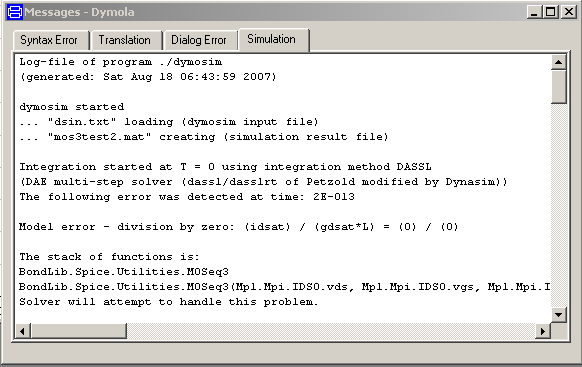 Messages - Dymola
Syntax Error Translation Dialog Error Simulation
Log-file of program ./dymosim
(generated: Sat Aug 18 06:43:59 2007)
dymosim started
... "dsin.txt" loading (dymosim input file)
... "mos3test2.mat" creating (simulation result file)
Integration started at T = 0 using integration method DASSL
(DAE multi-step solver (dassl/dasslrt of Petzold modified by Dynasim))
The following error was detected at time: 2E-013
Model error - division by zero: (idsat) / (gdsat*L) = (0) / (0)
The stack of functions is:
BondLib.Spice.Utilities.MOSeq3
BondLib.Spice.Utilities.MOSeq3(Mp1.Mpi.IDS0.vds, Mp1.Mpi.IDS0.vgs, Mp1.Mpi.I
Solver will attempt to handle this problem.